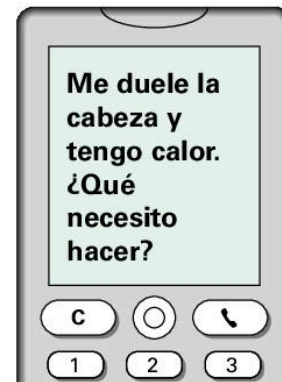 Me duele la
cabeza y
tengo calor.
¿Qué
necesito
hacer?
C
1 2 3